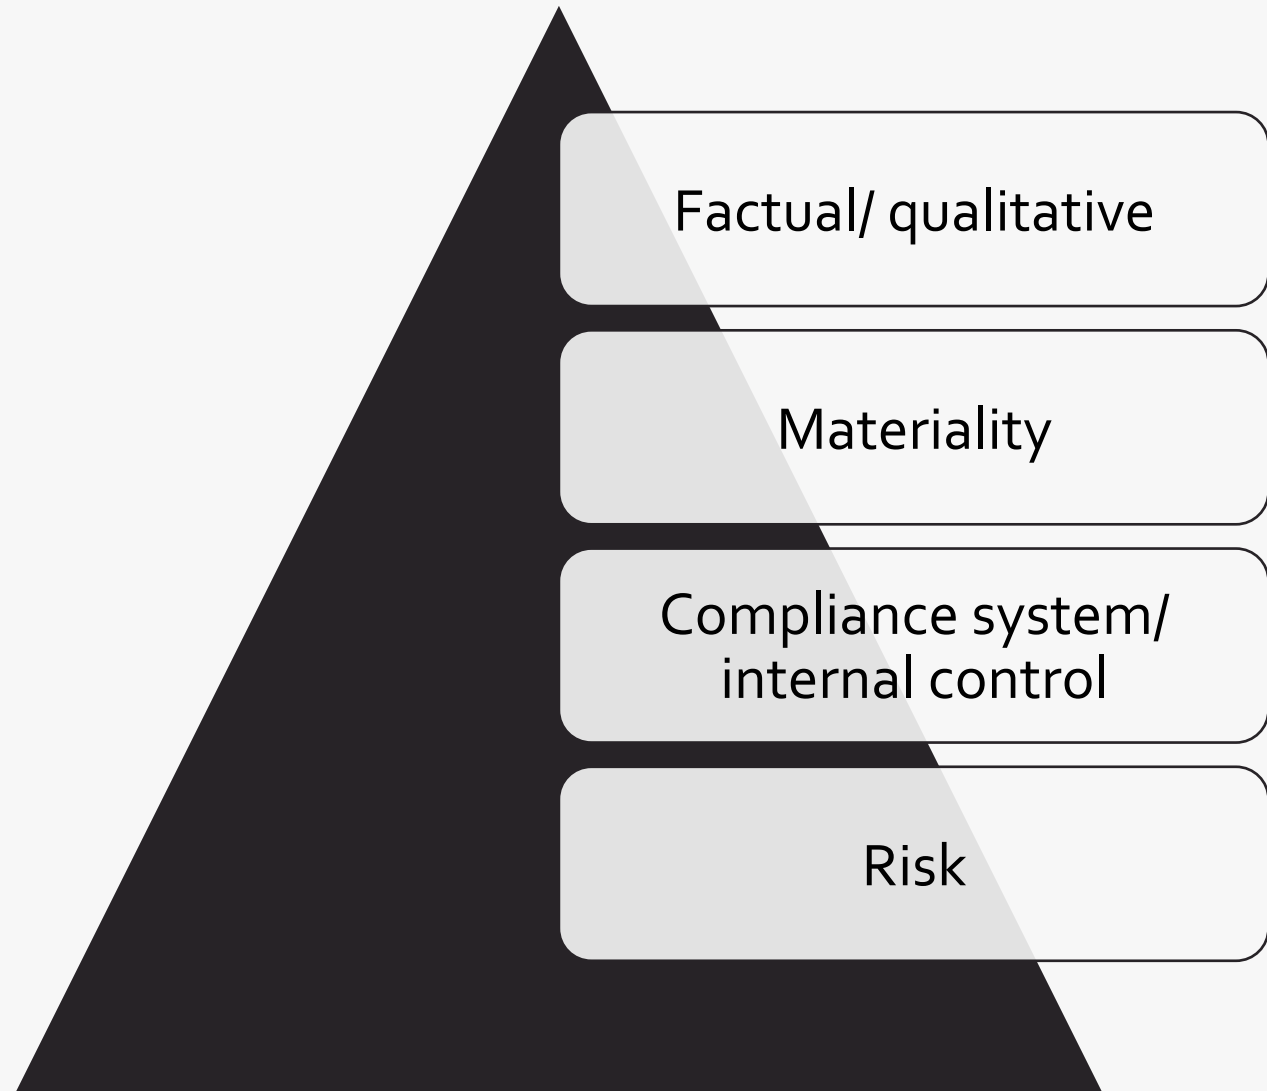 Factual/ qualitative
Materiality
Compliance system/
internal control
Risk